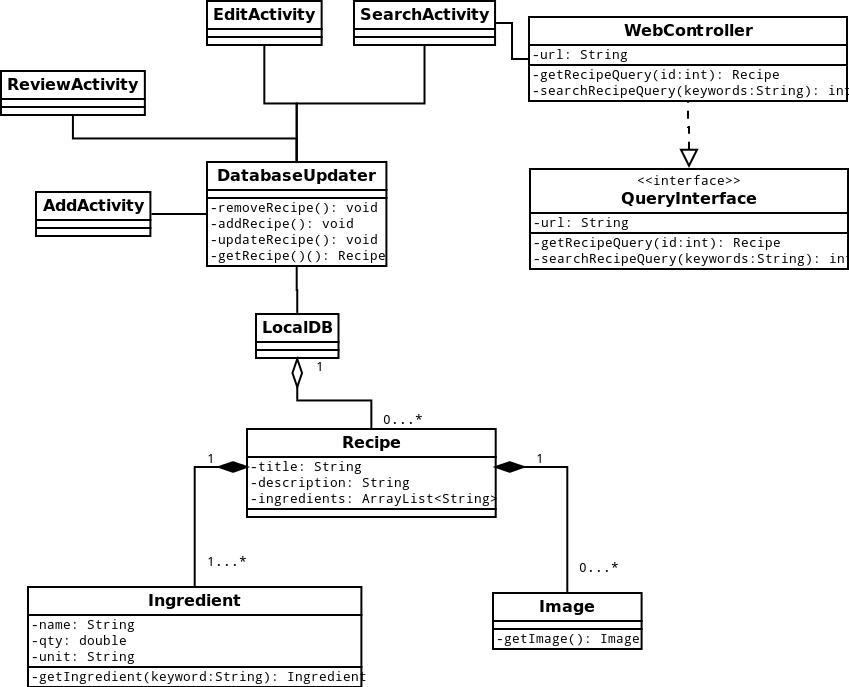 EditActivity
SearchActivity
WebController
-url: String
-getRecipeQuery(id:int): Recipe
-searchRecipeQuery(keywords:String): int
ReviewActivity
DatabaseUpdater
-removeRecipe(): void
-addRecipe(): void
-updateRecipe(): void
-getRecipe()(): Recipe
AddActivity
<<interface>>
QueryInterface
-url: String
-getRecipeQuery(id:int): Recipe
-searchRecipeQuery(keywords:String): int
LocalDB
1
0...*
Recipe
-title: String
-description: String
-ingredients: ArrayList<String>
1
1
1...*
0...*
Ingredient
-name: String
-qty: double
-unit: String
-getIngredient(keyword:String): Ingredient
Image
-getImage(): Image